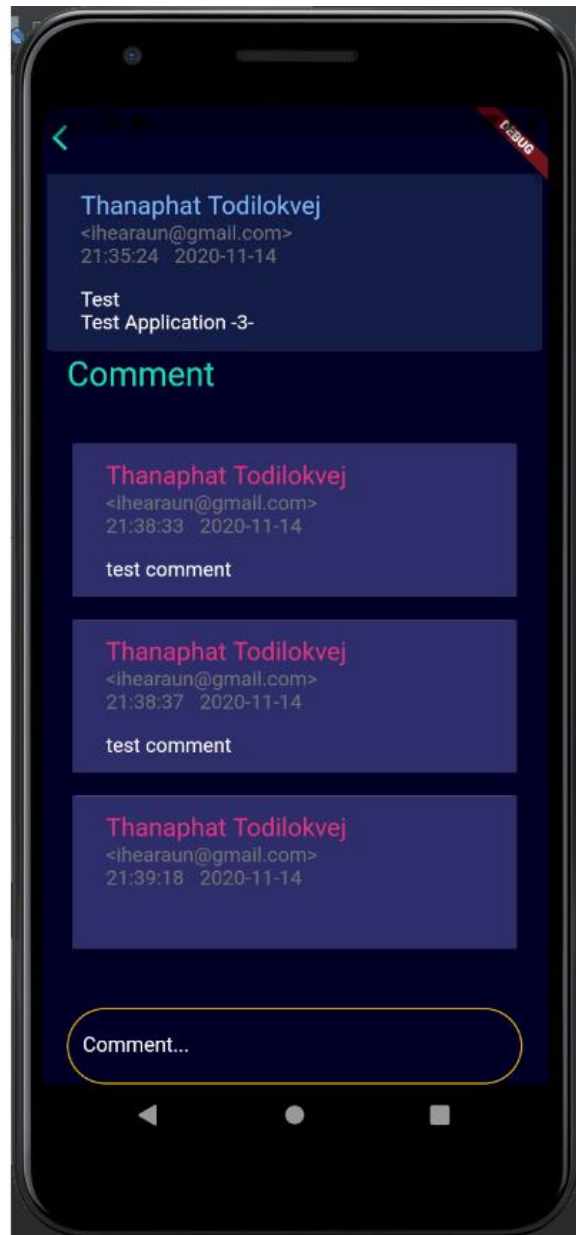 DEBUG
Thanaphat Todilokvej
<ihearaun@gmail.com>
21:35:24 2020-11-14
Test
Test Application -3-
Comment
Thanaphat Todilokvej
<ihearaun@gmail.com>
21:38:33 2020-11-14
test comment
Thanaphat Todilokvej
<ihearaun@gmail.com>
21:38:37 2020-11-14
test comment
Thanaphat Todilokvej
<ihearaun@gmail.com>
21:39:18 2020-11-14
Comment...